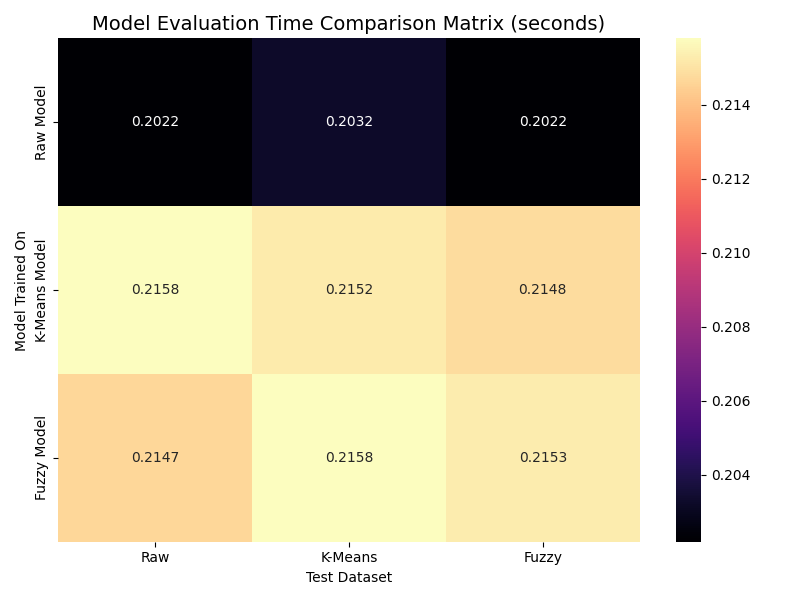 Model Evaluation Time Comparison Matrix (seconds)
Model Trained On
Raw Model
0.2022
0.2032
0.2022
K-Means Model
0.2158
0.2152
0.2148
Fuzzy Model
0.2147
0.2158
0.2153
Raw
K-Means
Fuzzy
Test Dataset
0.214
0.212
0.210
0.208
0.206
0.204